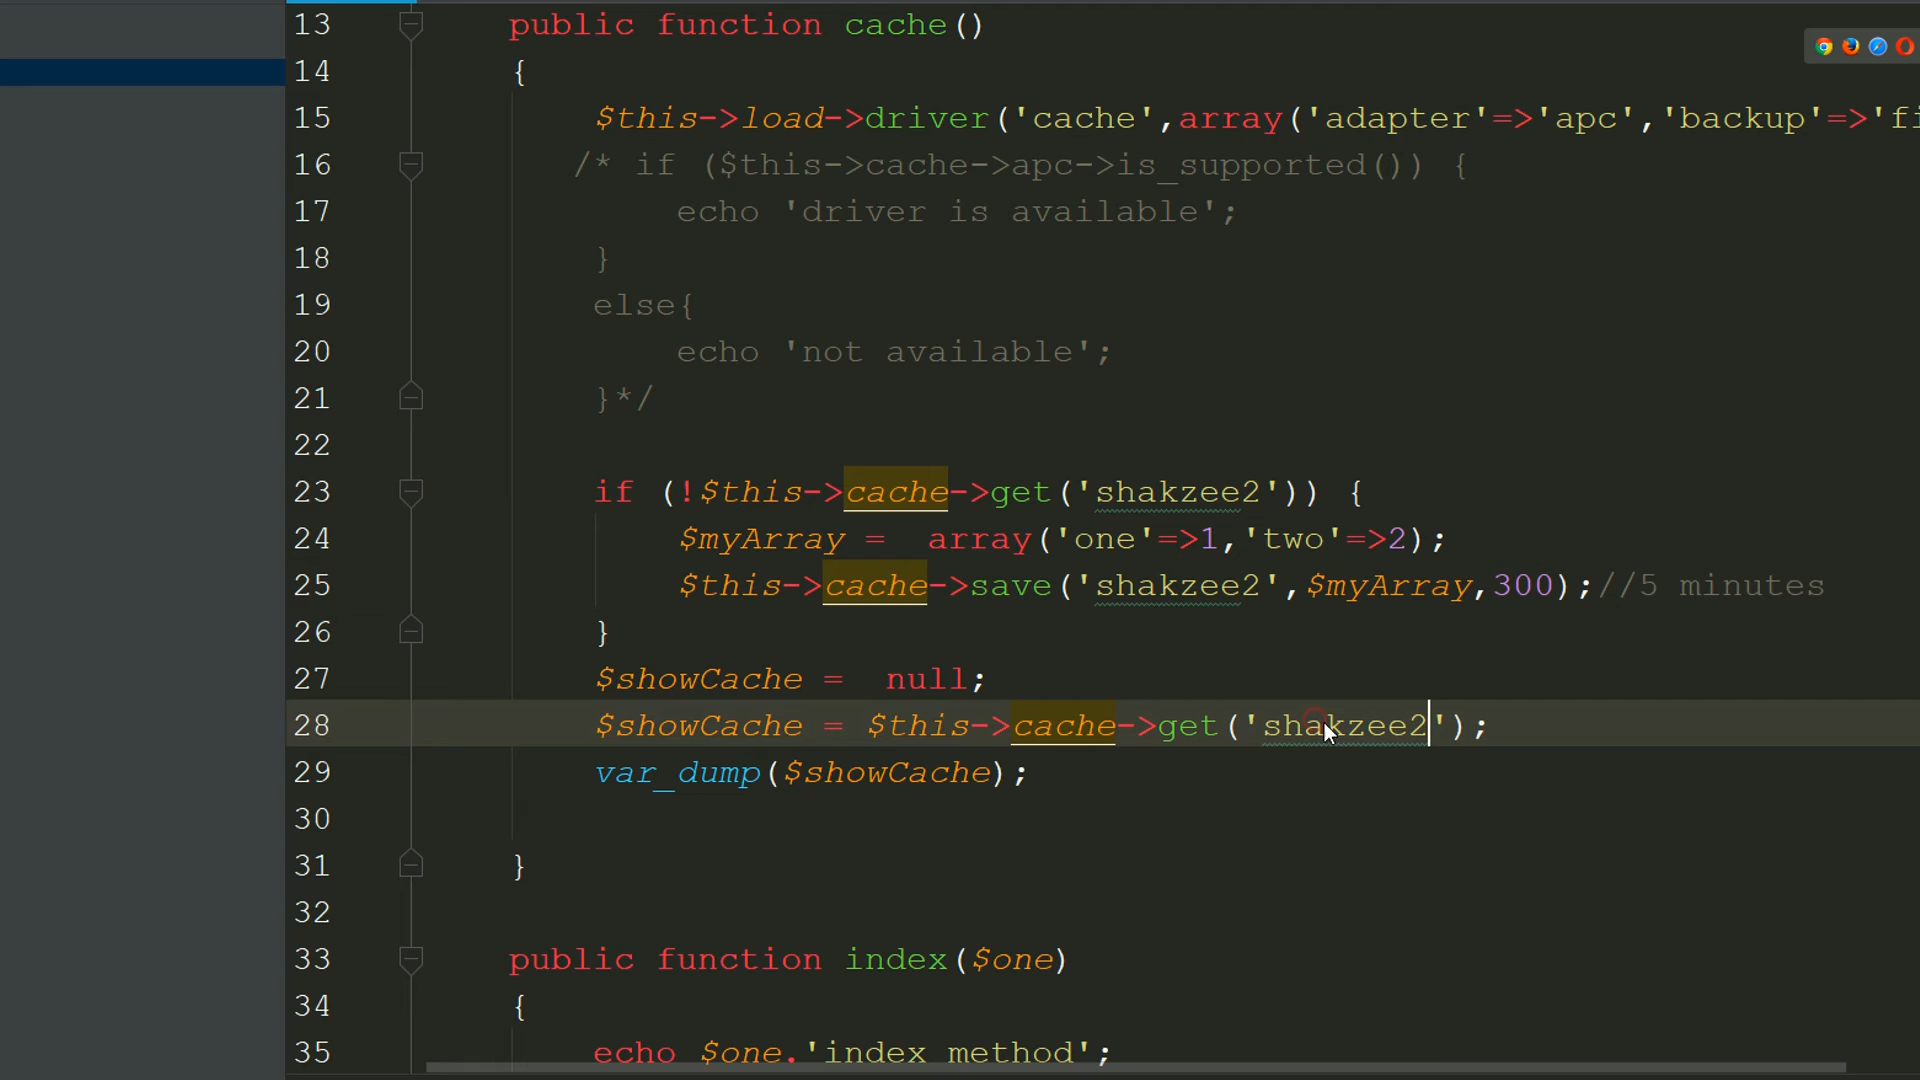 13 public function cache()
14 {
15 $this->load->driver('cache',array('adapter'=>'apc','backup'=>'fi
16 /* if ($this->cache->apc->is_supported()) {
17 echo 'driver is available';
18 }
19 else{
20 echo 'not available';
21 }*/
22
23 if (!$this->cache->get('shakzee2')) {
24 $myArray =  array('one'=>1,'two'=>2);
25 $this->cache->save('shakzee2',$myArray,300);//5 minutes
26 }
27 $showCache =  null;
28 $showCache = $this->cache->get('shakzee2');
29 var_dump($showCache);
30
31 }
32
33 public function index($one)
34 {
35 echo $one.'index method';